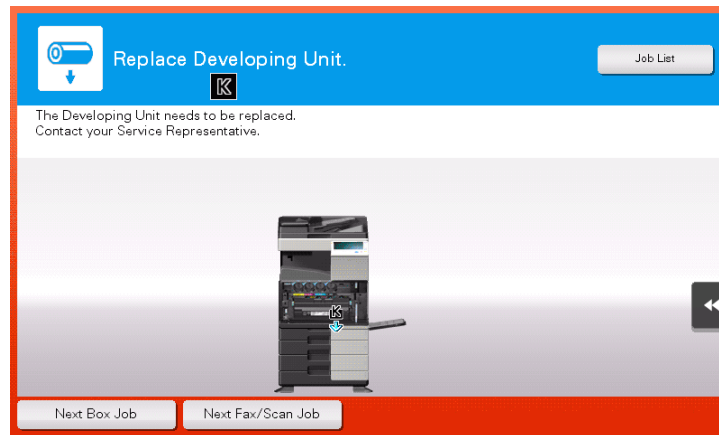 Replace Developing Unit.
Job List
K
The Developing Unit needs to be replaced.
Contact your Service Representative.
K
Next Box Job
Next Fax/Scan Job